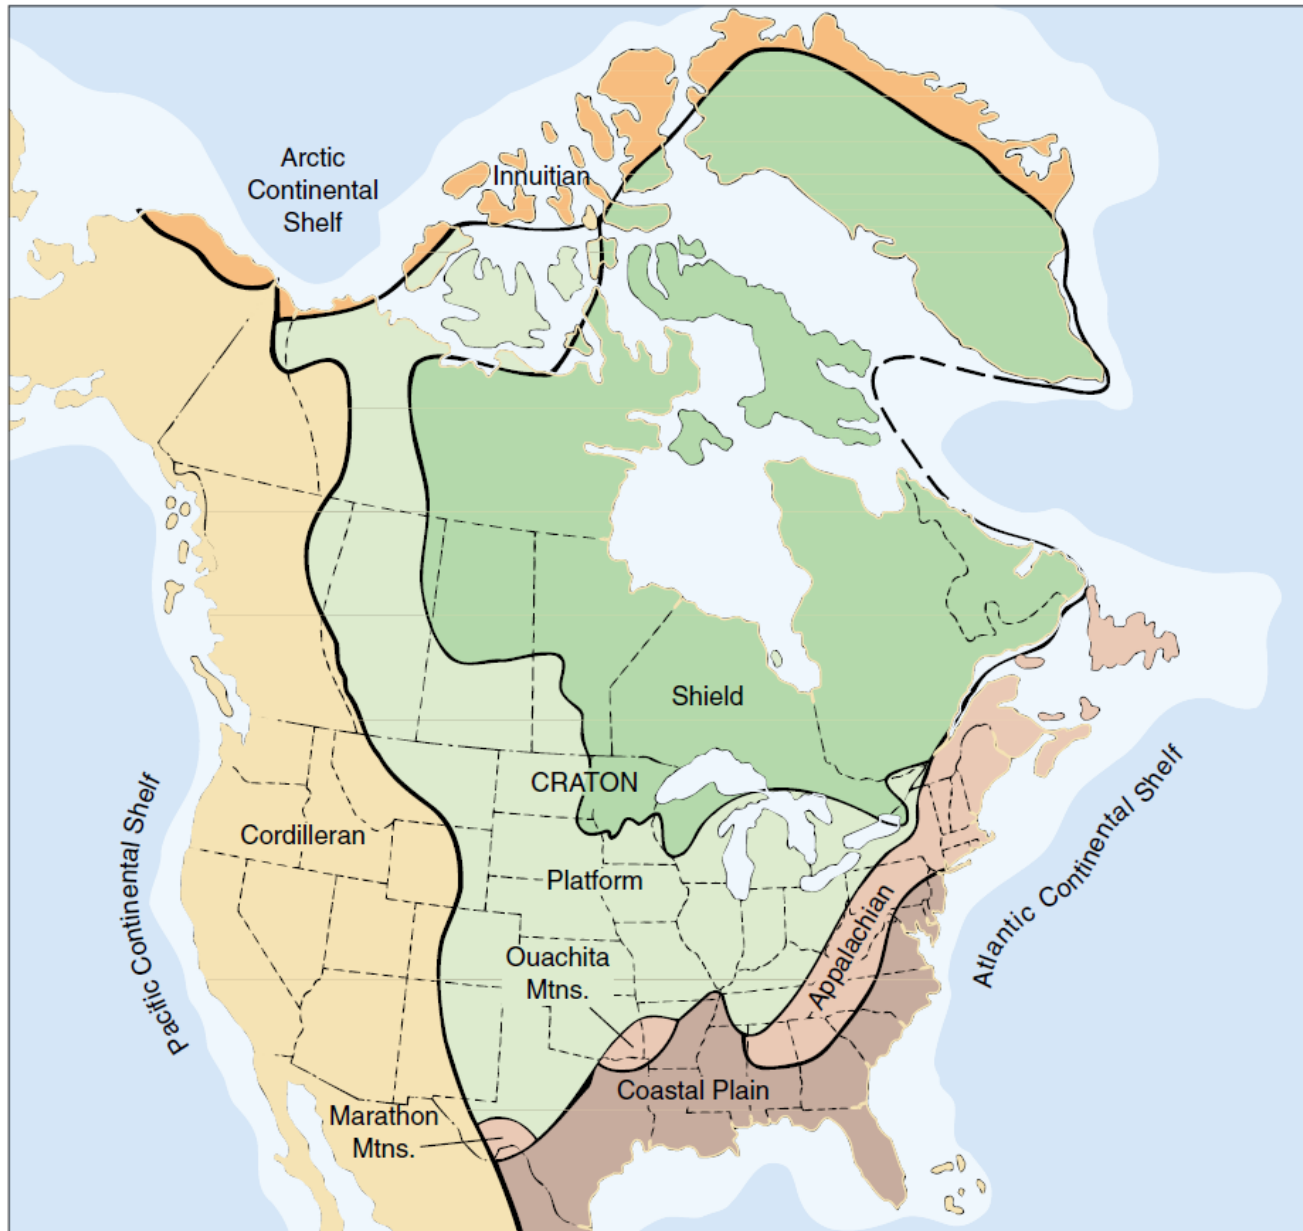 Arctic
Continental
Shelf
Innuitian
Shield
CRATON
Cordilleran
Platform
Pacific Continental Shelf
Atlantic Continental Shelf
Appalachian
Ouachita
Mtns.
Coastal Plain
Marathon
Mtns.